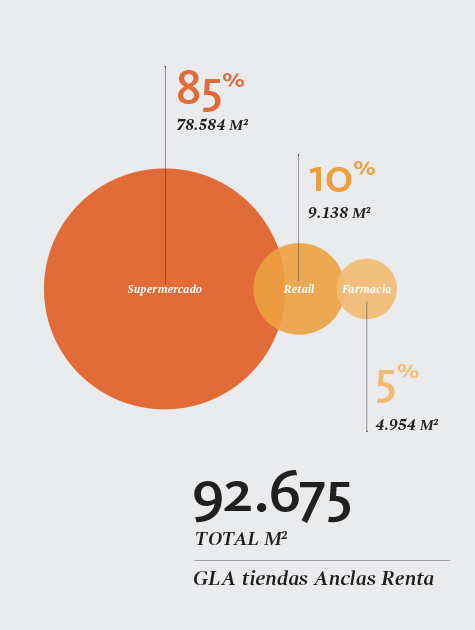 85%
78.584 M²
10%
9.138 M²
Supermercado
Retail
Farmacia
5%
4.954 M²
92.675
TOTAL M²
GLA tiendas Anclas Renta